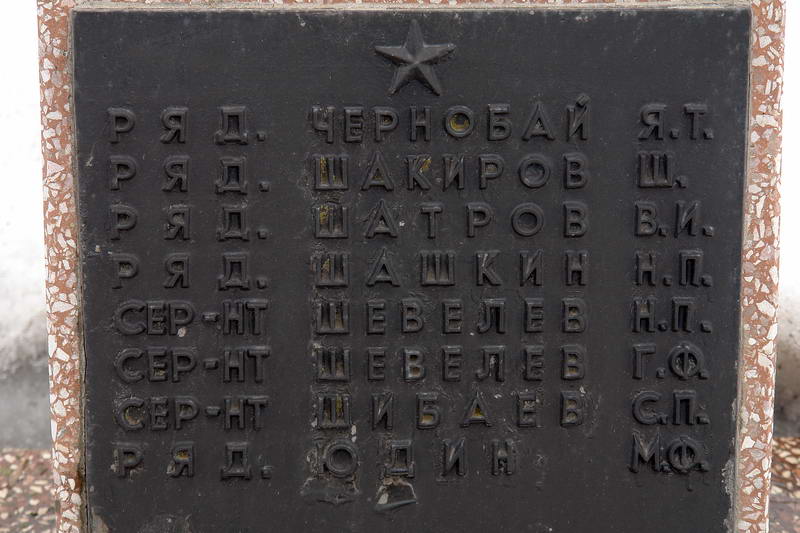 РЯД. ЧЕРНОБАЙ Я.Т.
РЯД. ШАКИРОВ Ш.
РЯД. ШАТРОВ В.И.
РЯД. ШАШКИН Н.П.
СЕР-НТ ШЕВЕЛЕВ Н.П.
СЕР-НТ ШЕВЕЛЕВ Г.Ф.
СЕР-НТ ШИБАЕВ С.П.
РЯД. ЮДИН М.Ф.